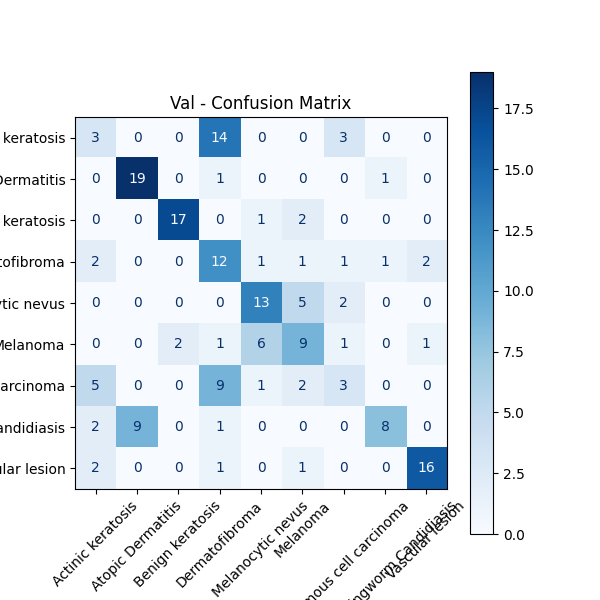 Val - Confusion Matrix
keratosis 3 0 0 14 0 0 3 0 0
Dermatitis 0 19 0 1 0 0 0 1 0
keratosis 0 0 17 0 1 2 0 0 0
tofibroma 2 0 0 12 1 1 1 1 2
ytic nevus 0 0 0 0 13 5 2 0 0
Melanoma 0 0 2 1 6 9 1 0 1
arcinoma 5 0 0 9 1 2 3 0 0
andidiasis 2 9 0 1 0 0 0 8 0
ular lesion 2 0 0 1 0 1 0 0 16
Actinic keratosis
Atopic Dermatitis
Benign keratosis
Dermatofibroma
Melanocytic nevus
Melanoma
mous cell carcinoma
ngworm Candidiasis
Vascular lesion
17.5
15.0
12.5
10.0
7.5
5.0
2.5
0.0